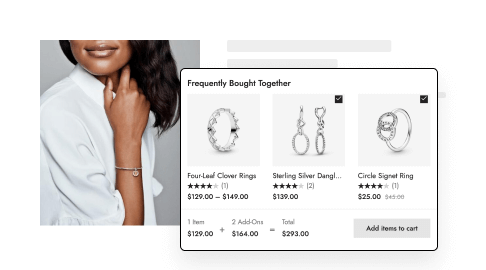 Frequently Bought Together
Four-Leaf Clover Rings
★★★★★ (1)
$129.00 – $149.00
Sterling Silver Dangl...
★★★★★ (2)
$139.00
Circle Signet Ring
★★★★★ (1)
$25.00 $45.00
1 Item + 2 Add-Ons = Total
$129.00 $164.00 $293.00
Add items to cart